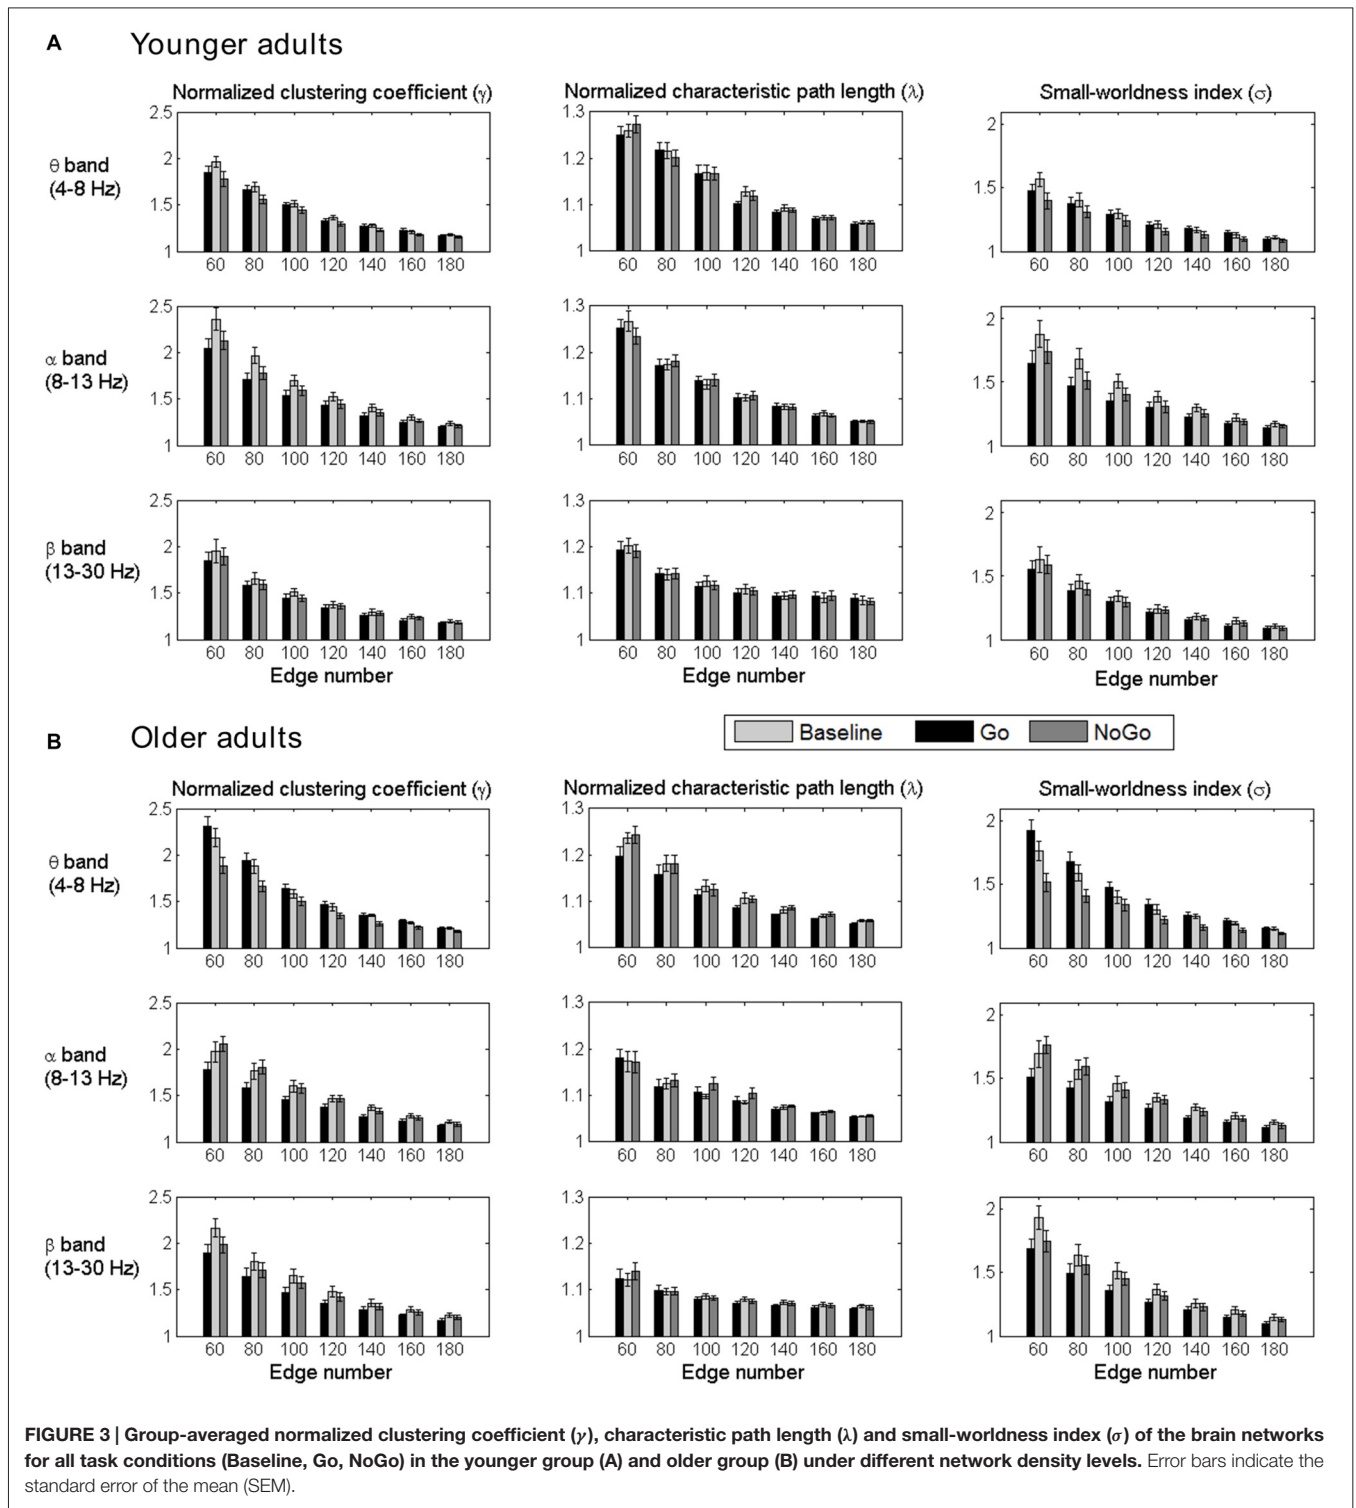 A Younger adults
Normalized clustering coefficient (γ) Normalized characteristic path length (λ) Small-worldness index (σ)
θ band
(4-8 Hz)
2.5
2
1.5
1
60 80 100 120 140 160 180
1.3
1.2
1.1
1
60 80 100 120 140 160 180
2
1.5
1
60 80 100 120 140 160 180
α band
(8-13 Hz)
2.5
2
1.5
1
60 80 100 120 140 160 180
1.3
1.2
1.1
1
60 80 100 120 140 160 180
2
1.5
1
60 80 100 120 140 160 180
β band
(13-30 Hz)
2.5
2
1.5
1
60 80 100 120 140 160 180
Edge number
1.3
1.2
1.1
1
60 80 100 120 140 160 180
Edge number
2
1.5
1
60 80 100 120 140 160 180
Edge number
B Older adults
Baseline Go NoGo
Normalized clustering coefficient (γ) Normalized characteristic path length (λ) Small-worldness index (σ)
θ band
(4-8 Hz)
2.5
2
1.5
1
60 80 100 120 140 160 180
1.3
1.2
1.1
1
60 80 100 120 140 160 180
2
1.5
1
60 80 100 120 140 160 180
α band
(8-13 Hz)
2.5
2
1.5
1
60 80 100 120 140 160 180
1.3
1.2
1.1
1
60 80 100 120 140 160 180
2
1.5
1
60 80 100 120 140 160 180
β band
(13-30 Hz)
2.5
2
1.5
1
60 80 100 120 140 160 180
Edge number
1.3
1.2
1.1
1
60 80 100 120 140 160 180
Edge number
2
1.5
1
60 80 100 120 140 160 180
Edge number
FIGURE 3 | Group-averaged normalized clustering coefficient (γ), characteristic path length (λ) and small-worldness index (σ) of the brain networks
for all task conditions (Baseline, Go, NoGo) in the younger group (A) and older group (B) under different network density levels. Error bars indicate the
standard error of the mean (SEM).